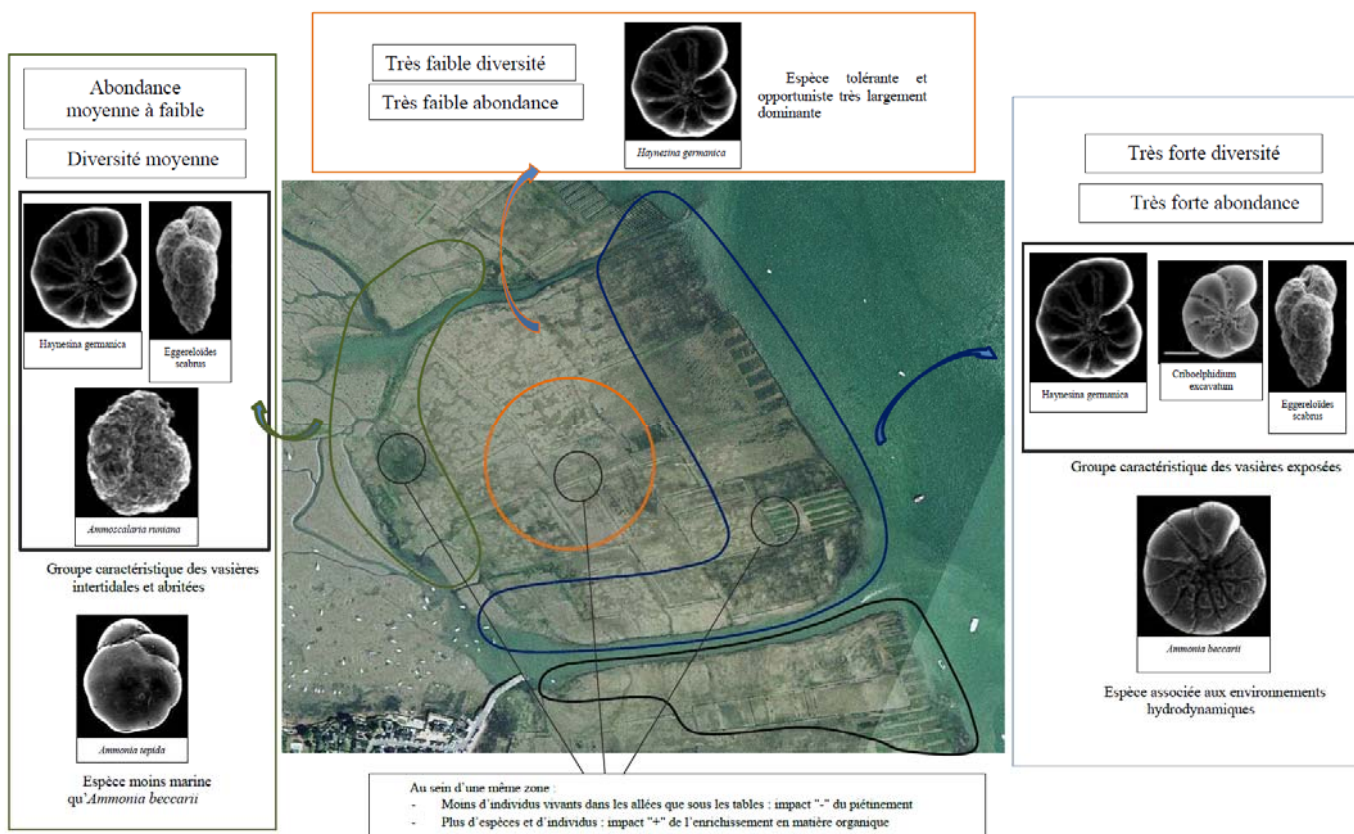 Abondance
moyenne à faible
Diversité moyenne
Haynesina germanica
Eggereloïdes
scabrus
Ammoscalaria runiana
Groupe caractéristique des vasières
intertidales et abritées
Ammonia tepida
Espèce moins marine
qu'Ammonia beccarii
Très faible diversité
Très faible abondance
Haynesina germanica
Espèce tolérante et
opportuniste très largement
dominante
Très forte diversité
Très forte abondance
Haynesina germanica
Criboelphidium
excavatum
Eggereloïdes
scabrus
Groupe caractéristique des vasières exposées
Ammonia beccarii
Espèce associée aux environnements
hydrodynamiques
Au sein d'une même zone :
- Moins d'individus vivants dans les allées que sous les tables : impact "-" du piétinement
- Plus d'espèces et d'individus : impact "+" de l'enrichissement en matière organique